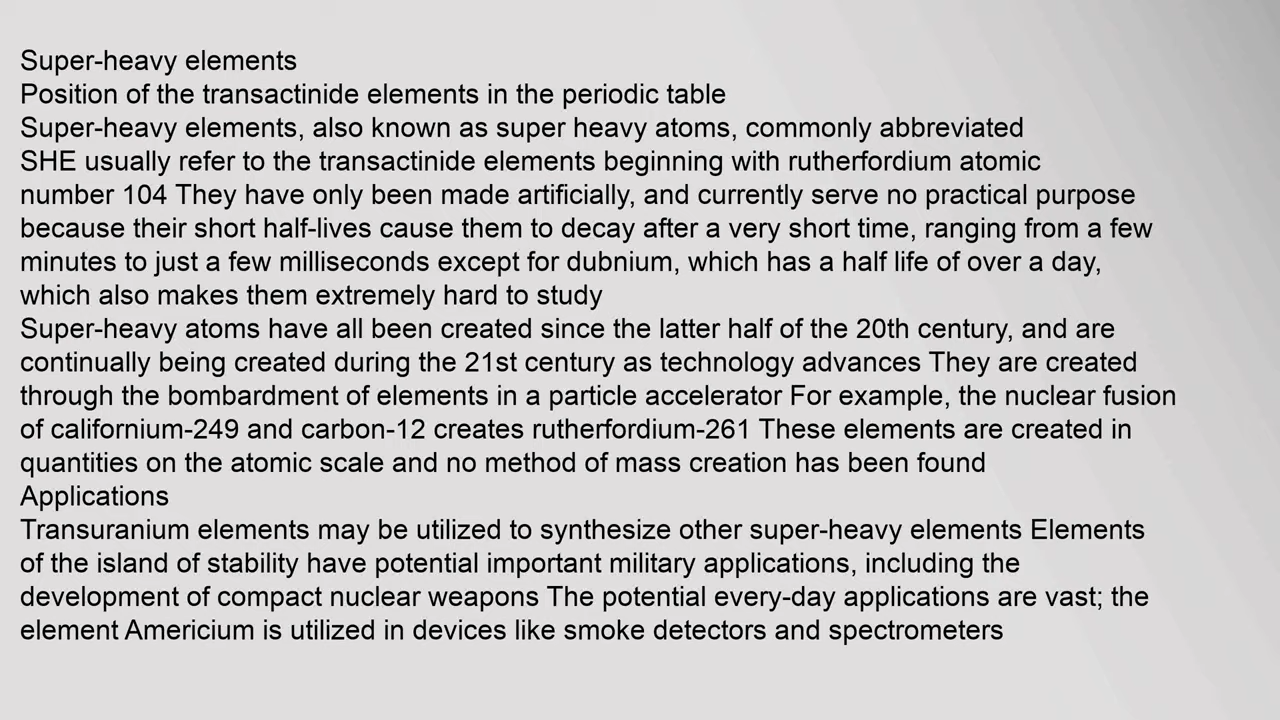 Super-heavy elements
Position of the transactinide elements in the periodic table
Super-heavy elements, also known as super heavy atoms, commonly abbreviated
SHE usually refer to the transactinide elements beginning with rutherfordium atomic
number 104 They have only been made artificially, and currently serve no practical purpose
because their short half-lives cause them to decay after a very short time, ranging from a few
minutes to just a few milliseconds except for dubnium, which has a half life of over a day,
which also makes them extremely hard to study
Super-heavy atoms have all been created since the latter half of the 20th century, and are
continually being created during the 21st century as technology advances They are created
through the bombardment of elements in a particle accelerator For example, the nuclear fusion
of californium-249 and carbon-12 creates rutherfordium-261 These elements are created in
quantities on the atomic scale and no method of mass creation has been found
Applications
Transuranium elements may be utilized to synthesize other super-heavy elements Elements
of the island of stability have potential important military applications, including the
development of compact nuclear weapons The potential every-day applications are vast; the
element Americium is utilized in devices like smoke detectors and spectrometers